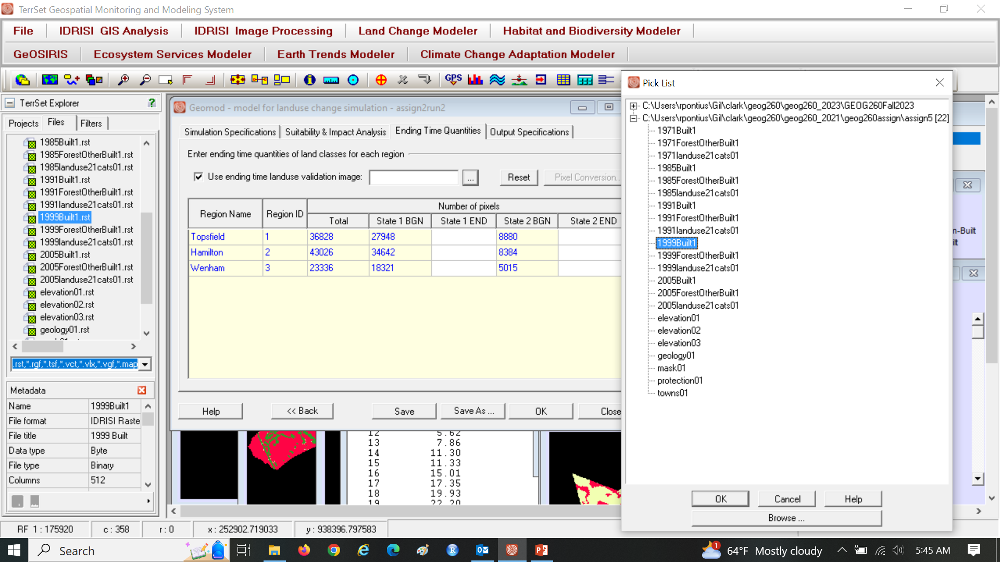 TerrSet Geospatial Monitoring and Modeling System
File
IDRISI GIS Analysis
IDRISI Image Processing
Land Change Modeler
Habitat and Biodiversity Modeler
GeOSIRIS
Ecosystem Services Modeler
Earth Trends Modeler
Climate Change Adaptation Modeler
GPS
TerrSet Explorer
?
Projects
Files
Filters
1985Built1.rst
1985ForestOtherBuilt1.rst
1985landuse21cats01.rst
1991Built1.rst
1991ForestOtherBuilt1.rst
1991landuse21cats01.rst
1999Built1.rst
1999ForestOtherBuilt1.rst
1999landuse21cats01.rst
2005Built1.rst
2005ForestOtherBuilt1.rst
2005landuse21cats01.rst
elevation01.rst
elevation02.rst
elevation03.rst
geology01.rst
.rst,*.rgf,*.tsf,*.vct,*.vlx,*.vgf,*.map
Metadata
Name 1999Built1
File format IDRISI Raste
File title 1999 Built
Data type Byte
File type Binary
Columns 512
Geomod - model for landuse change simulation - assign2run2
Simulation Specifications
Suitability & Impact Analysis
Ending Time Quantities
Output Specifications
Enter ending time quantities of land classes for each region
Use ending time landuse validation image:
...
Reset
Pixel Conversion..
Region Name
Region ID
Number of pixels
Total State 1 BGN State 1 END State 2 BGN State 2 END
Topsfield 1 36828 27948 8880
Hamilton 2 43026 34642 8384
Wenham 3 23336 18321 5015
Help
<< Back
Save
Save As ...
OK
Close
12 5.62
13 7.86
14 11.30
15 11.33
16 15.01
17 17.35
18 19.93
19 22.20
Pick List
C:\Users\rpontius\Gil\clark\geog260\geog260_2023\GEOG260Fall2023
C:\Users\rpontius\Gil\clark\geog260\geog260_2021\geog260assign\assign5 [22]
1971Built1
1971ForestOtherBuilt1
1971landuse21cats01
1985Built1
1985ForestOtherBuilt1
1985landuse21cats01
1991Built1
1991ForestOtherBuilt1
1991landuse21cats01
1999Built1
1999ForestOtherBuilt1
1999landuse21cats01
2005Built1
2005ForestOtherBuilt1
2005landuse21cats01
elevation01
elevation02
elevation03
geology01
mask01
protection01
towns01
OK
Cancel
Help
Browse ...
n-Built
ilt
RF 1 : 175920
c : 358
r : 0
x : 252902.719033
y : 938396.797583
Search
1
64°F Mostly cloudy
5:45 AM